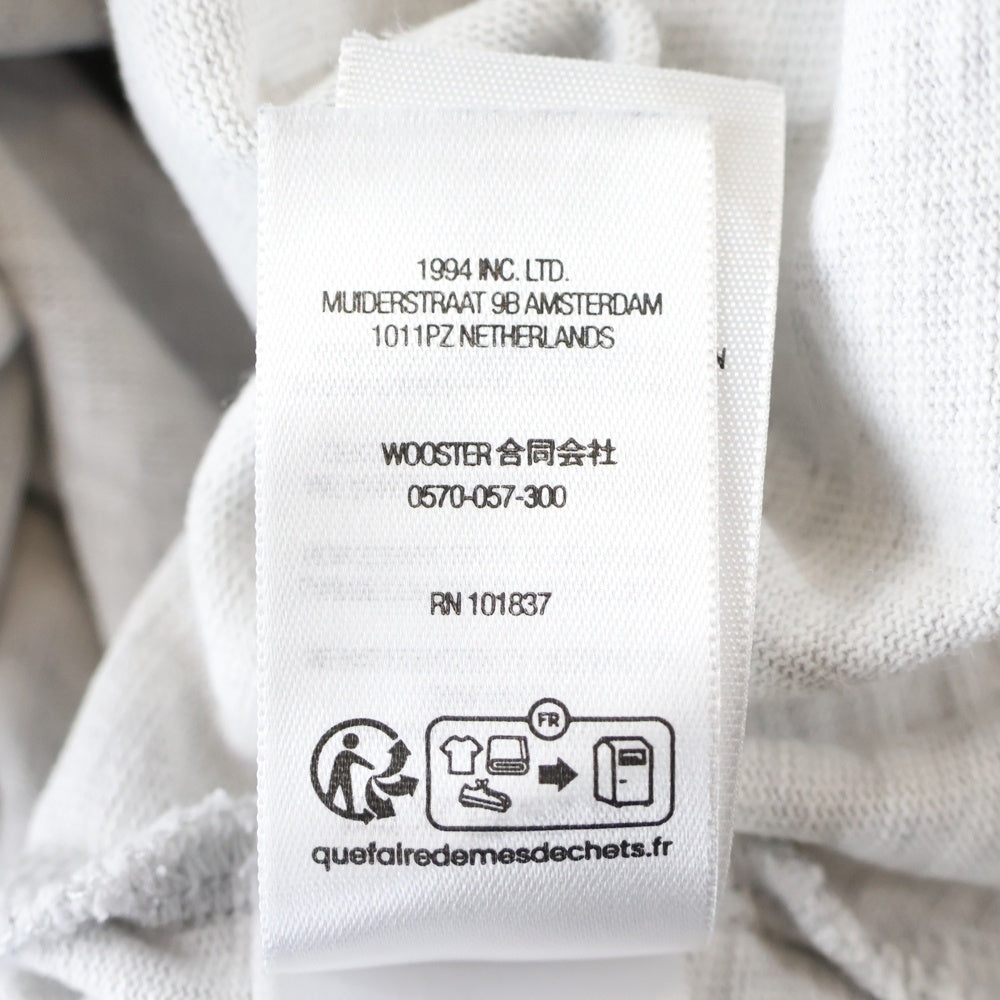 1994 INC. LTD.
MUIDERSTRAAT 9B AMSTERDAM
1011PZ NETHERLANDS
WOOSTER 合同会社
0570-057-300
RN 101837
FR
quefairedemesdechets.fr